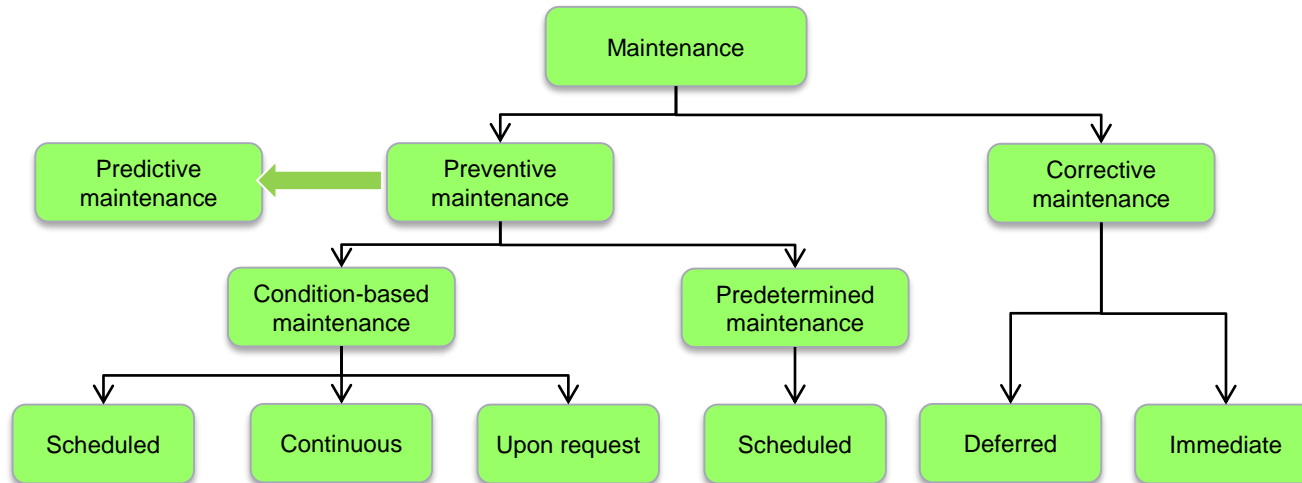 Maintenance
Predictive
maintenance
Preventive
maintenance
Corrective
maintenance
Condition-based
maintenance
Predetermined
maintenance
Scheduled
Continuous
Upon request
Scheduled
Deferred
Immediate